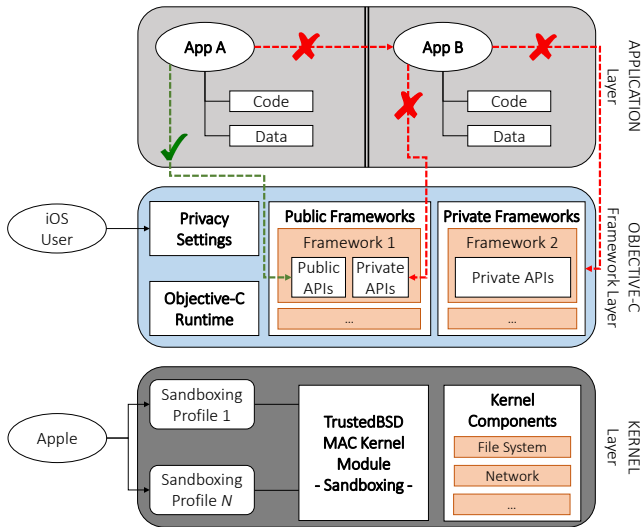 App A
App B
Code
Data
Code
Data
APPLICATION
Layer
iOS
User
Privacy
Settings
Objective-C
Runtime
Public Frameworks
Framework 1
Public
APIs
Private
APIs
...
Private Frameworks
Framework 2
Private APIs
...
OBJECTIVE-C
Framework Layer
Apple
Sandboxing
Profile 1
Sandboxing
Profile N
TrustedBSD
MAC Kernel
Module
- Sandboxing -
Kernel
Components
File System
Network
...
KERNEL
Layer